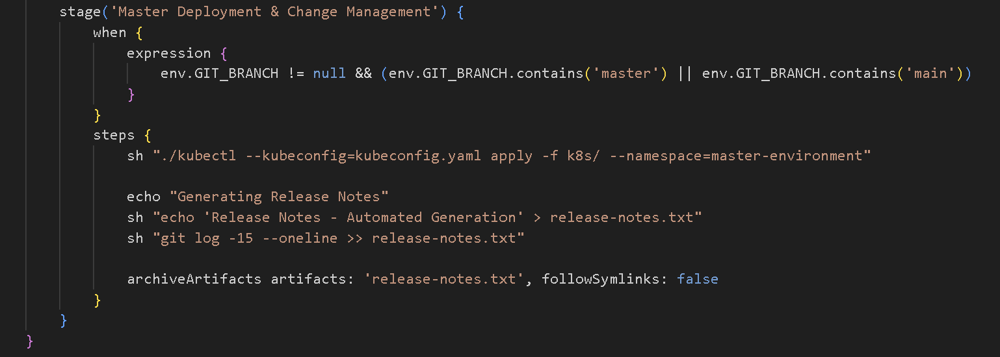 stage('Master Deployment & Change Management') {
when {
expression {
env.GIT_BRANCH != null && (env.GIT_BRANCH.contains('master') || env.GIT_BRANCH.contains('main'))
}
}
steps {
sh "./kubectl --kubeconfig=kubeconfig.yaml apply -f k8s/ --namespace=master-environment"
echo "Generating Release Notes"
sh "echo 'Release Notes - Automated Generation' > release-notes.txt"
sh "git log -15 --oneline >> release-notes.txt"
archiveArtifacts artifacts: 'release-notes.txt', followSymlinks: false
}
}
}